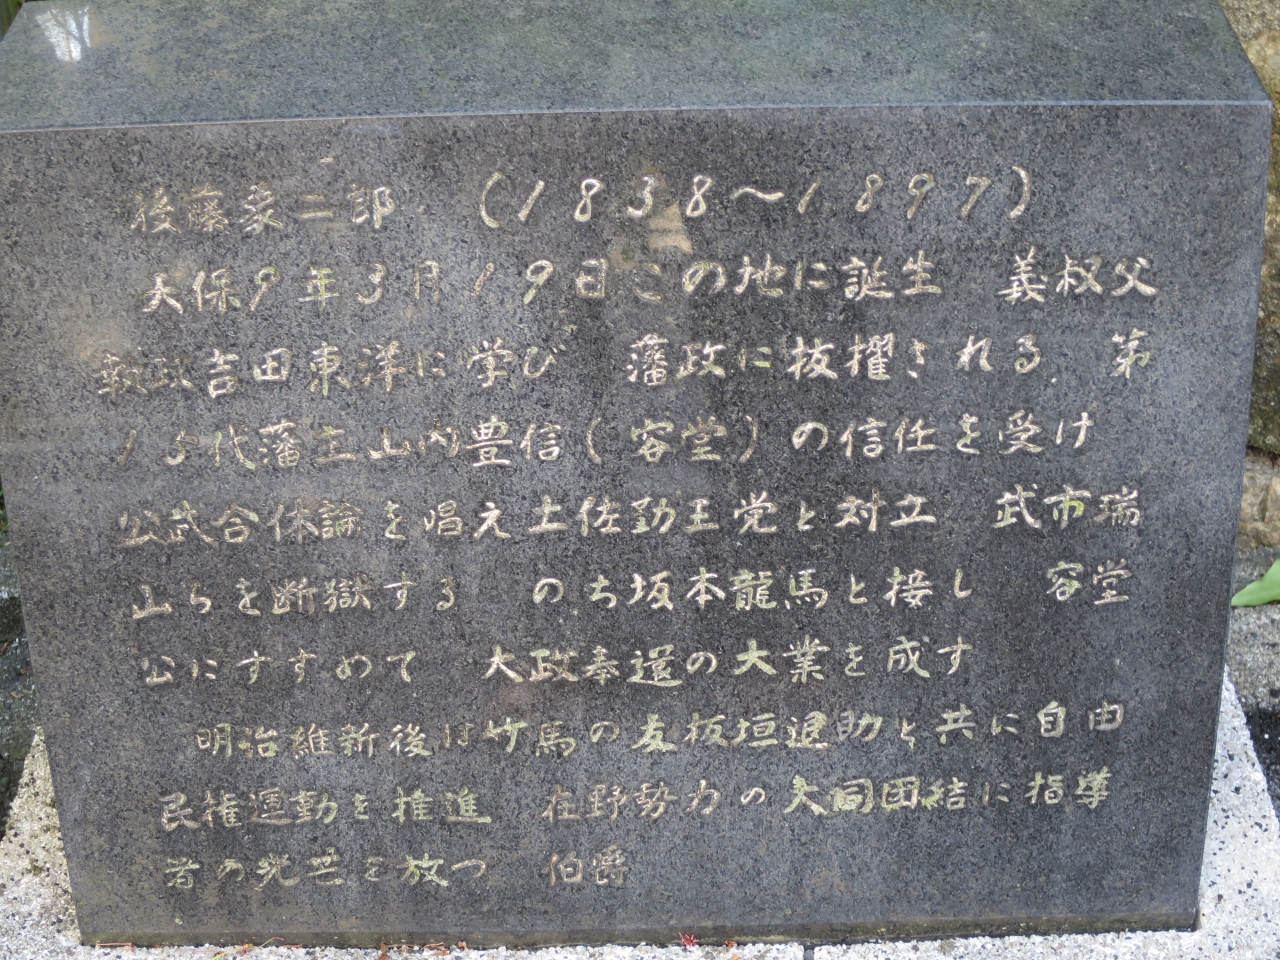 後藤象二郎 (1838～1897)
天保9年3月19日この地に誕生 義叔父
執政吉田東洋に学び 藩政に抜擢される 第
15代藩主山内豊信(容堂)の信任を受け
公武合体論を唱え土佐勤王党と対立 武市瑞
山らを断獄する のち坂本龍馬と接し 容堂
公にすすめて 大政奉還の大業を成す
明治維新後は竹馬の友板垣退助と共に自由
民権運動を推進 在野勢力の大同団結に指導
者の光芒を放つ 伯爵